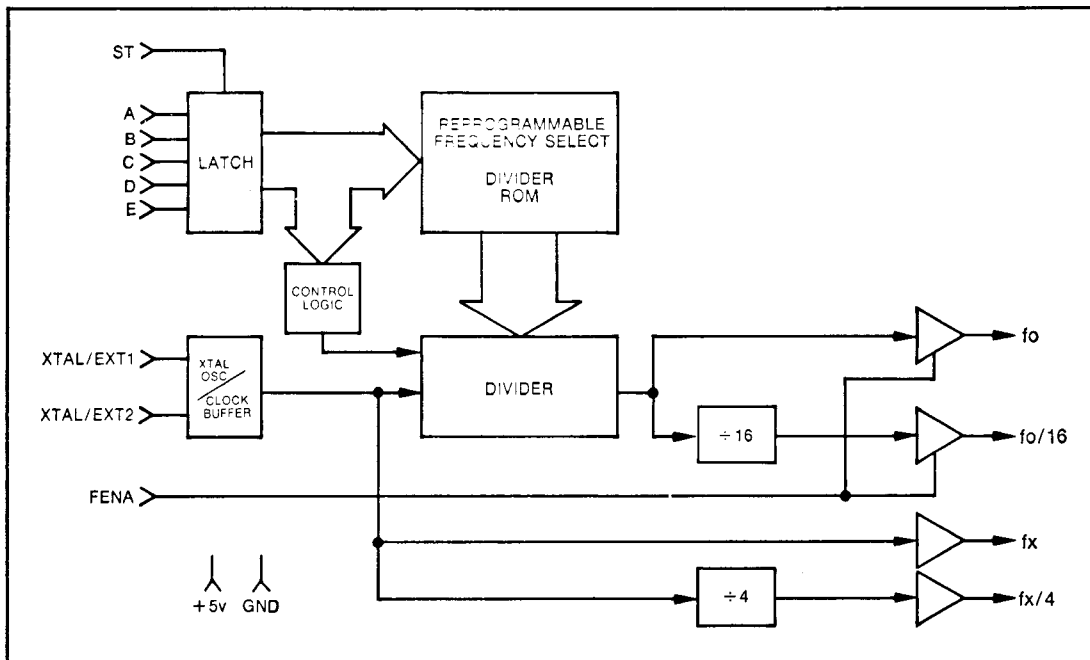 ST
A
B
C
D
E
LATCH
REPROGRAMMABLE
FREQUENCY SELECT
DIVIDER
ROM
CONTROL
LOGIC
XTAL/EXT1
XTAL/EXT2
XTAL
OSC
CLOCK
BUFFER
DIVIDER
fo
÷16
fo/16
FENA
fx
÷4
fx/4
+5v GND